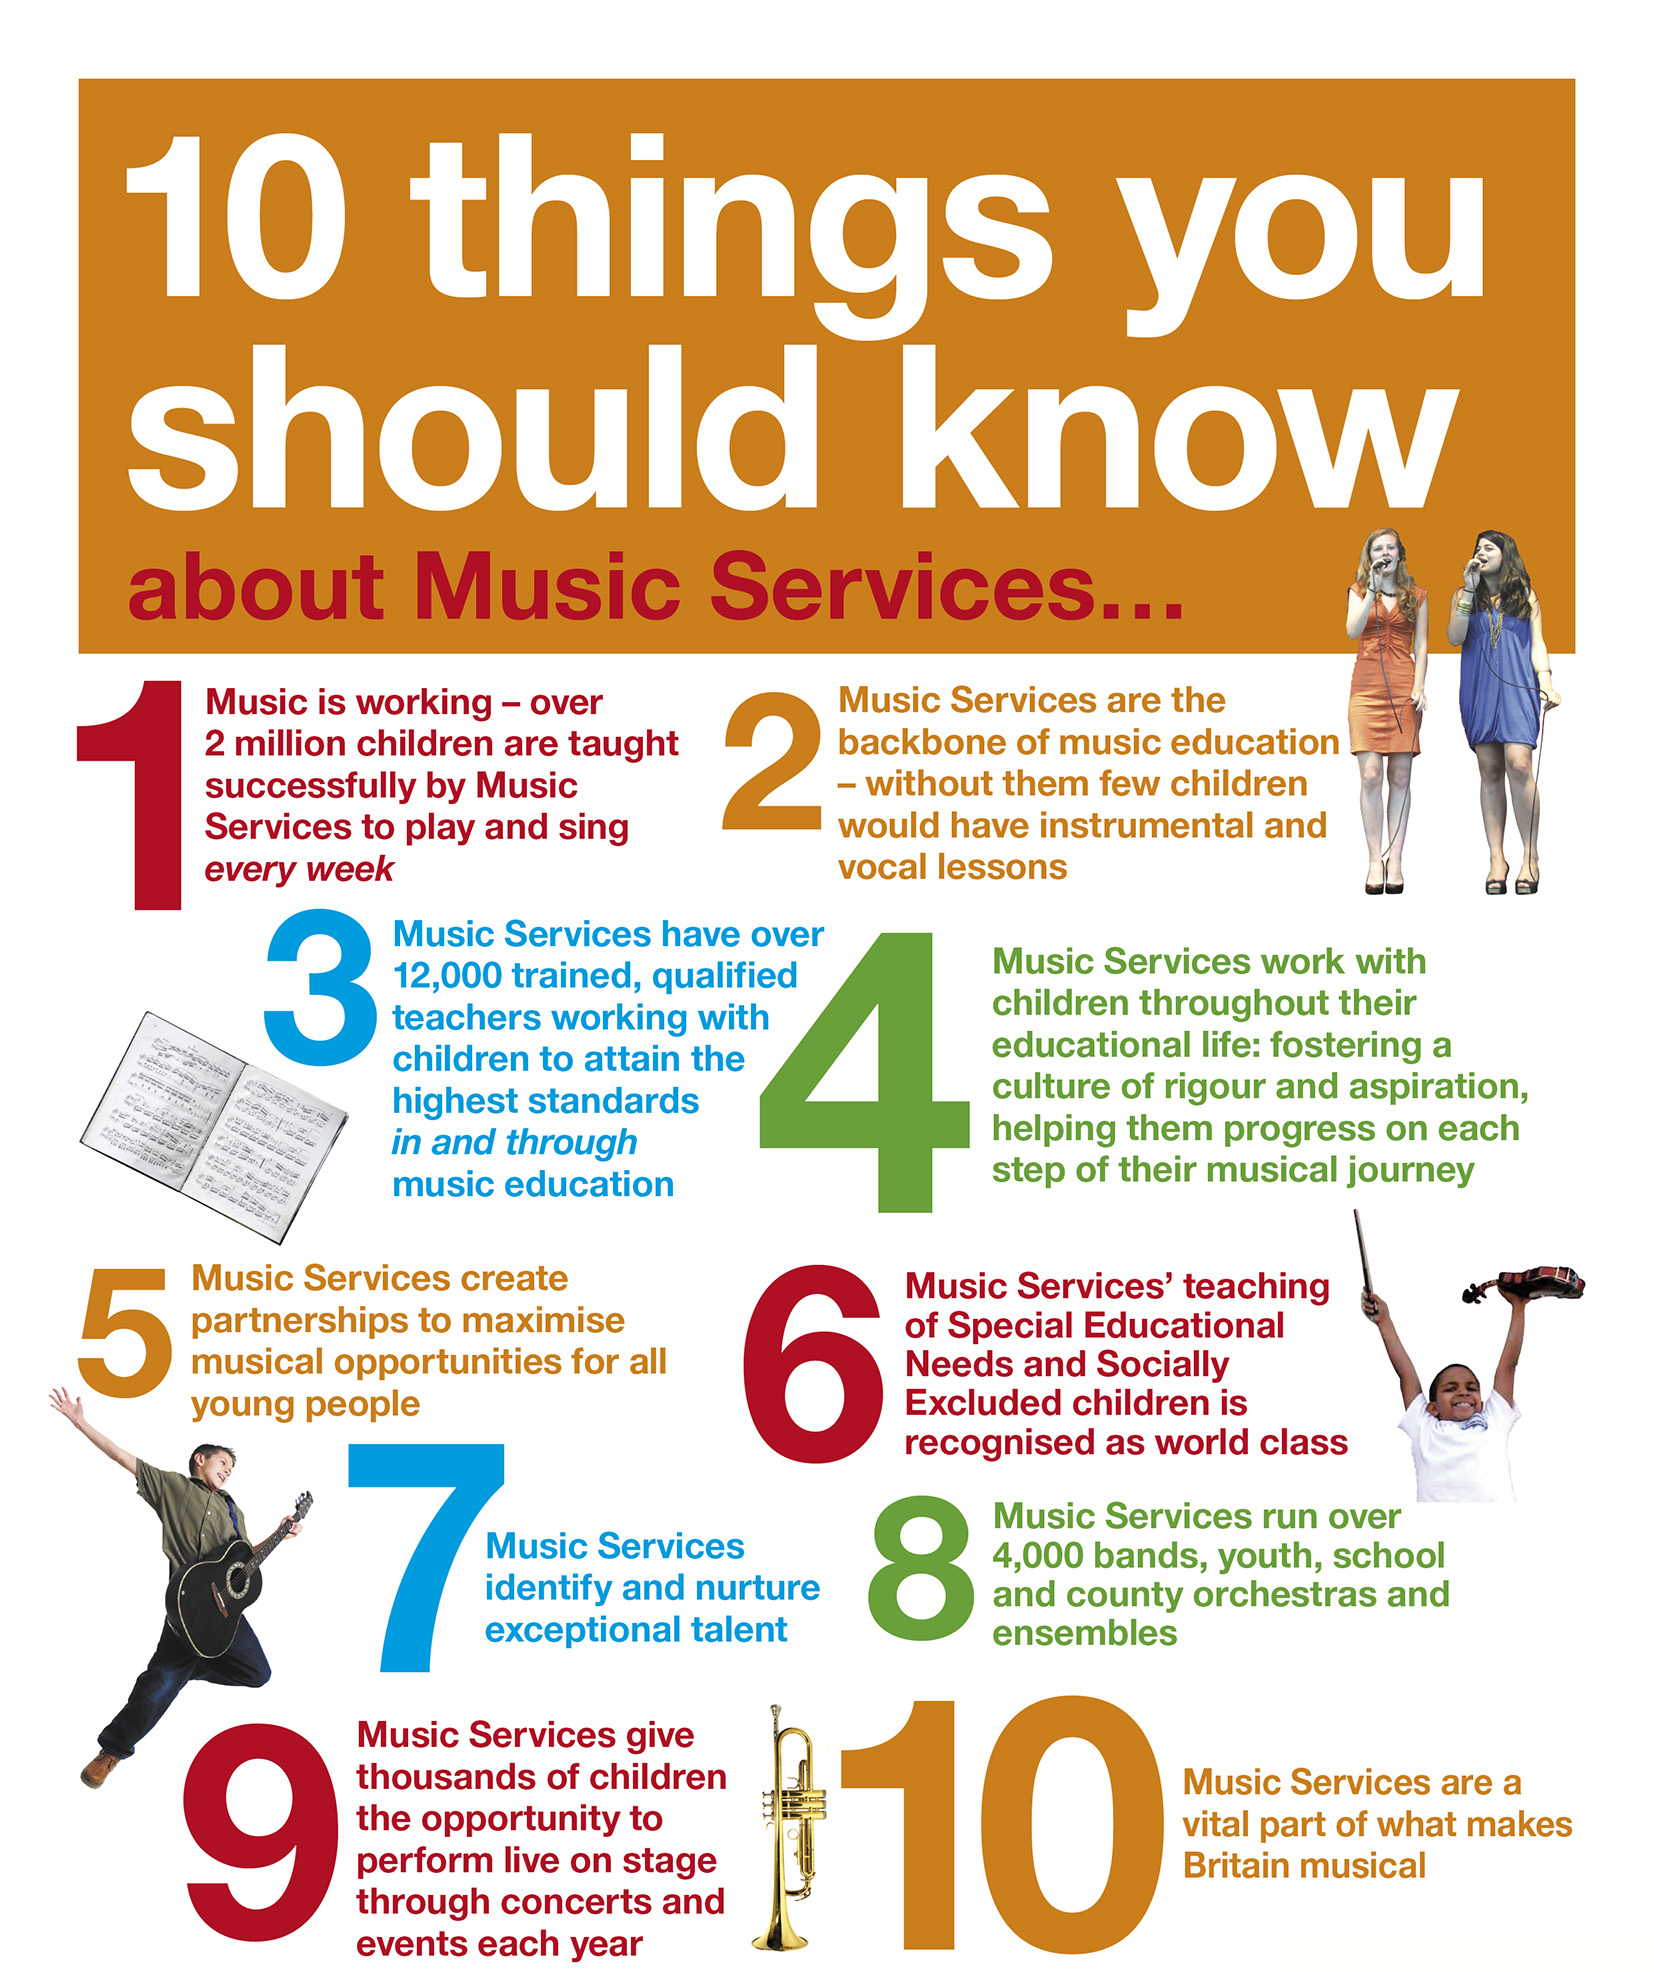 10 things you
should know
about Music Services...
1
Music is working – over
2 million children are taught
successfully by Music
Services to play and sing
every week
2
Music Services are the
backbone of music education
– without them few children
would have instrumental and
vocal lessons
3
Music Services have over
12,000 trained, qualified
teachers working with
children to attain the
highest standards
in and through
music education
4
Music Services work with
children throughout their
educational life: fostering a
culture of rigour and aspiration,
helping them progress on each
step of their musical journey
5
Music Services create
partnerships to maximise
musical opportunities for all
young people
6
Music Services’ teaching
of Special Educational
Needs and Socially
Excluded children is
recognised as world class
7
Music Services
identify and nurture
exceptional talent
8
Music Services run over
4,000 bands, youth, school
and county orchestras and
ensembles
9
Music Services give
thousands of children
the opportunity to
perform live on stage
through concerts and
events each year
10
Music Services are a
vital part of what makes
Britain musical